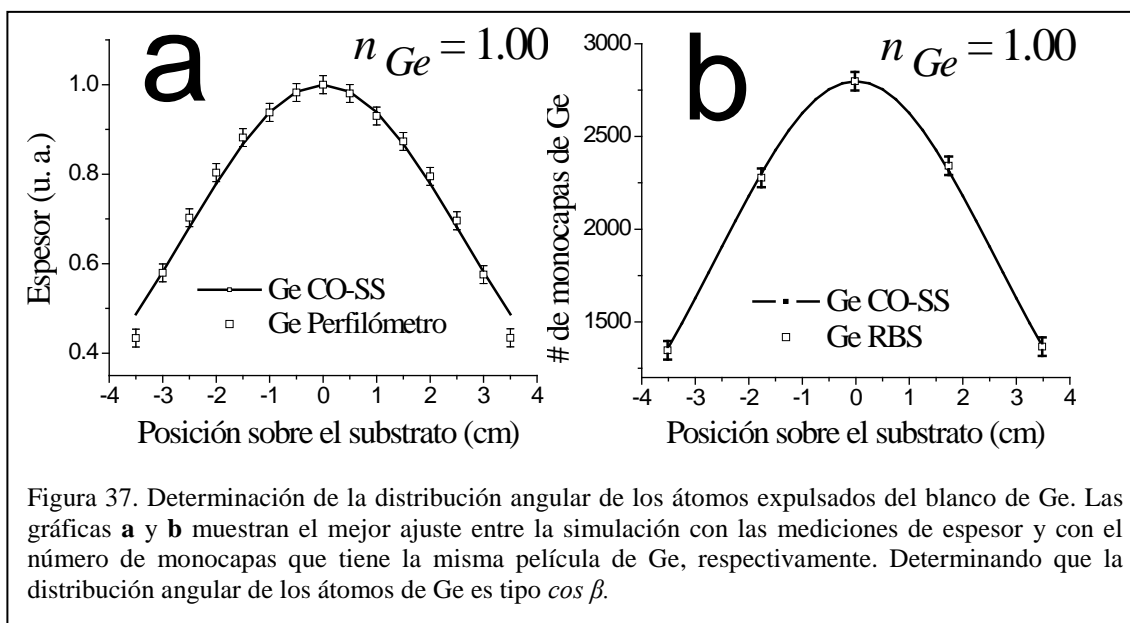 a
n Ge = 1.00
1.0
0.8
0.6
0.4
Espesor (u. a.)
Ge CO-SS
Ge Perfilómetro
-4 -3 -2 -1 0 1 2 3 4
Posición sobre el substrato (cm)
b
n Ge = 1.00
3000
2500
2000
1500
# de monocapas de Ge
Ge CO-SS
Ge RBS
-4 -3 -2 -1 0 1 2 3 4
Posición sobre el substrato (cm)
Figura 37. Determinación de la distribución angular de los átomos expulsados del blanco de Ge. Las
gráficas a y b muestran el mejor ajuste entre la simulación con las mediciones de espesor y con el
número de monocapas que tiene la misma película de Ge, respectivamente. Determinando que la
distribución angular de los átomos de Ge es tipo cos β.